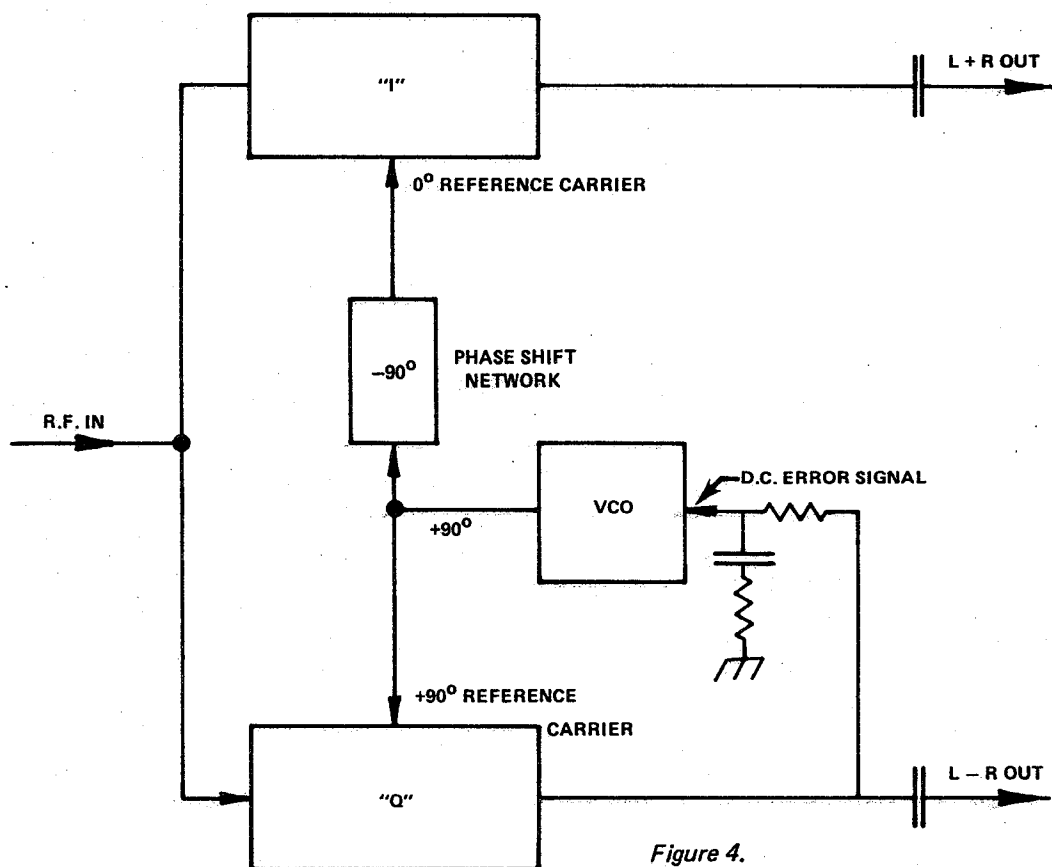 "I"
L + R OUT
0° REFERENCE CARRIER
–90°
PHASE SHIFT
NETWORK
R.F. IN
D.C. ERROR SIGNAL
VCO
+90°
+90° REFERENCE
CARRIER
"Q"
L – R OUT
Figure 4.